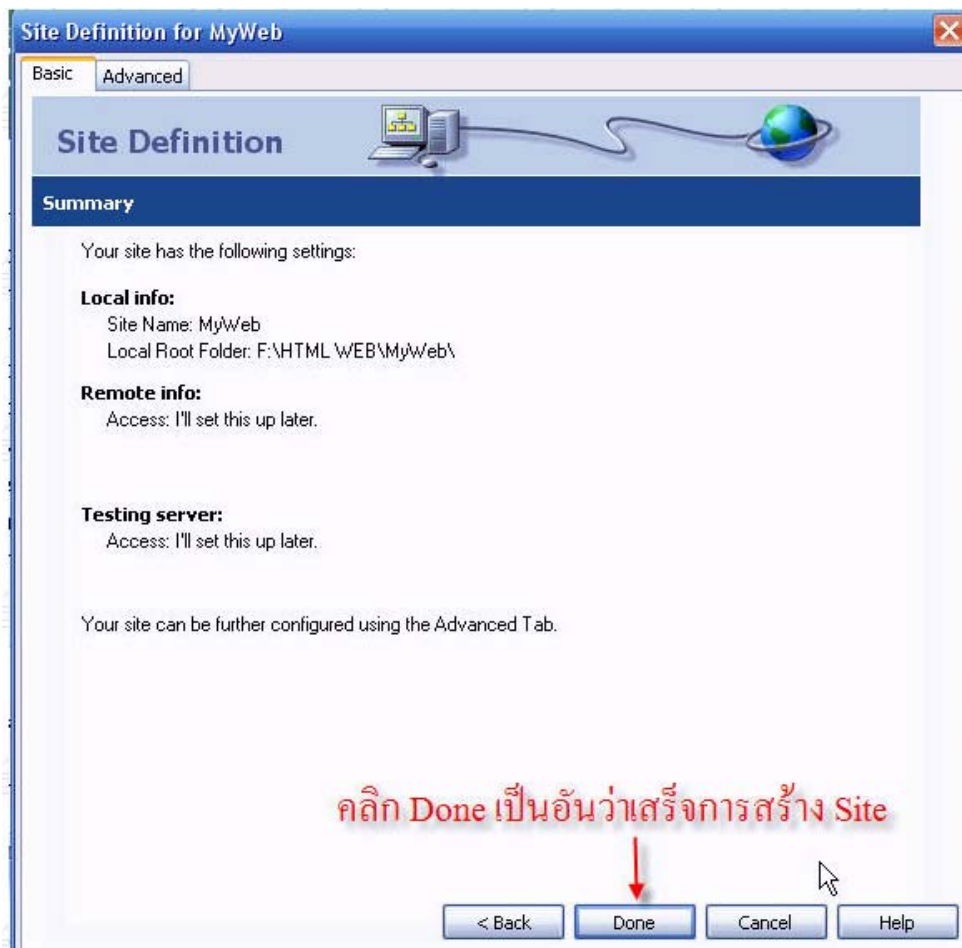 Site Definition for MyWeb
Basic Advanced
Site Definition
Summary
Your site has the following settings:
Local info:
Site Name: MyWeb
Local Root Folder: F:\HTML WEB\MyWeb\
Remote info:
Access: I'll set this up later.
Testing server:
Access: I'll set this up later.
Your site can be further configured using the Advanced Tab.
คลิก Done เป็นอันว่าเสร็จการสร้าง Site
< Back Done Cancel Help